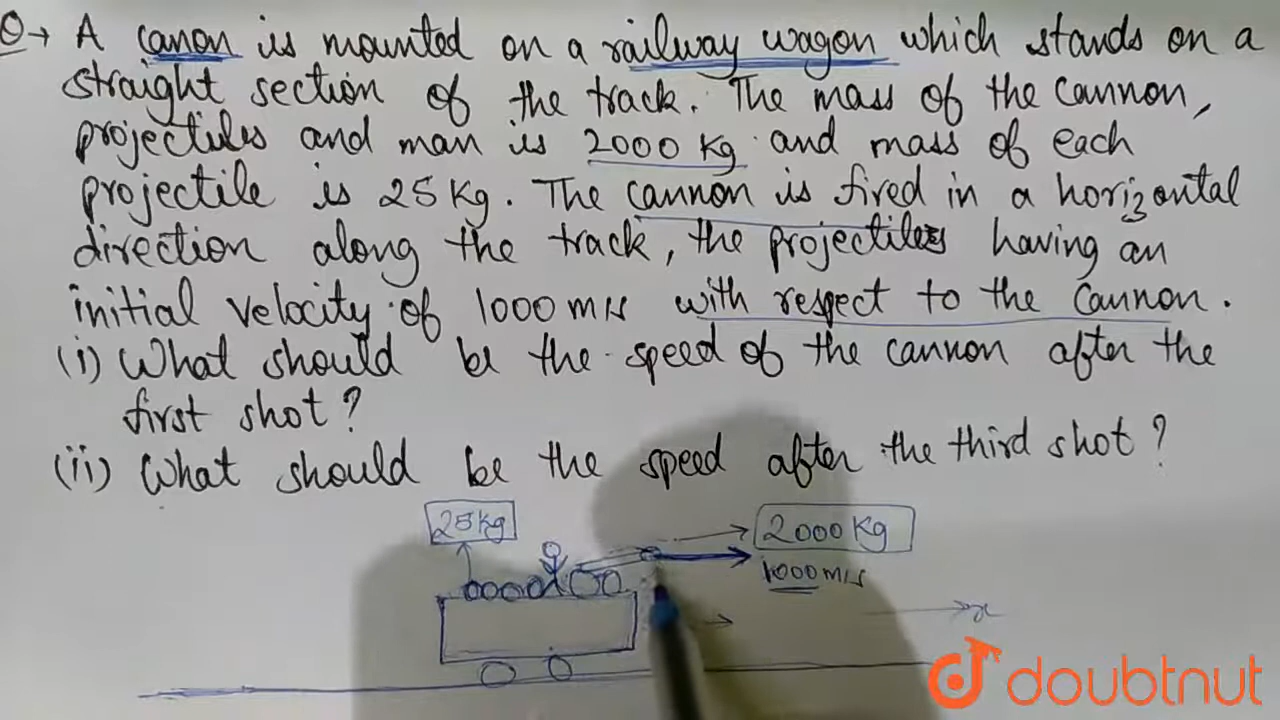 Q→ A canon is mounted on a railway wagon which stands on a
straight section of the track. The mass of the cannon,
projectiles and man is 2000 Kg and mass of each
projectile is 25 Kg. The cannon is fired in a horizontal
direction along the track, the projectiles having an
initial velocity of 1000 m/s with respect to the cannon.
(i) What should be the speed of the cannon after the
first shot?
(ii) What should be the speed after the third shot?
25 Kg
2000 Kg
1000 m/s
x
doubtnut